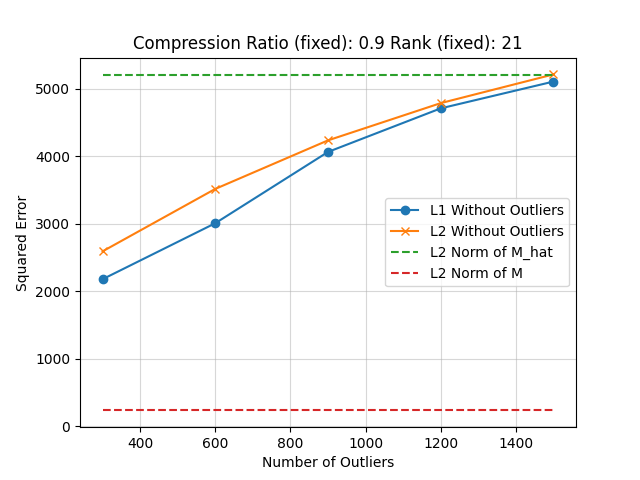 Compression Ratio (fixed): 0.9 Rank (fixed): 21
Squared Error
5000
4000
3000
2000
1000
0
L1 Without Outliers
L2 Without Outliers
L2 Norm of M_hat
L2 Norm of M
400 600 800 1000 1200 1400
Number of Outliers